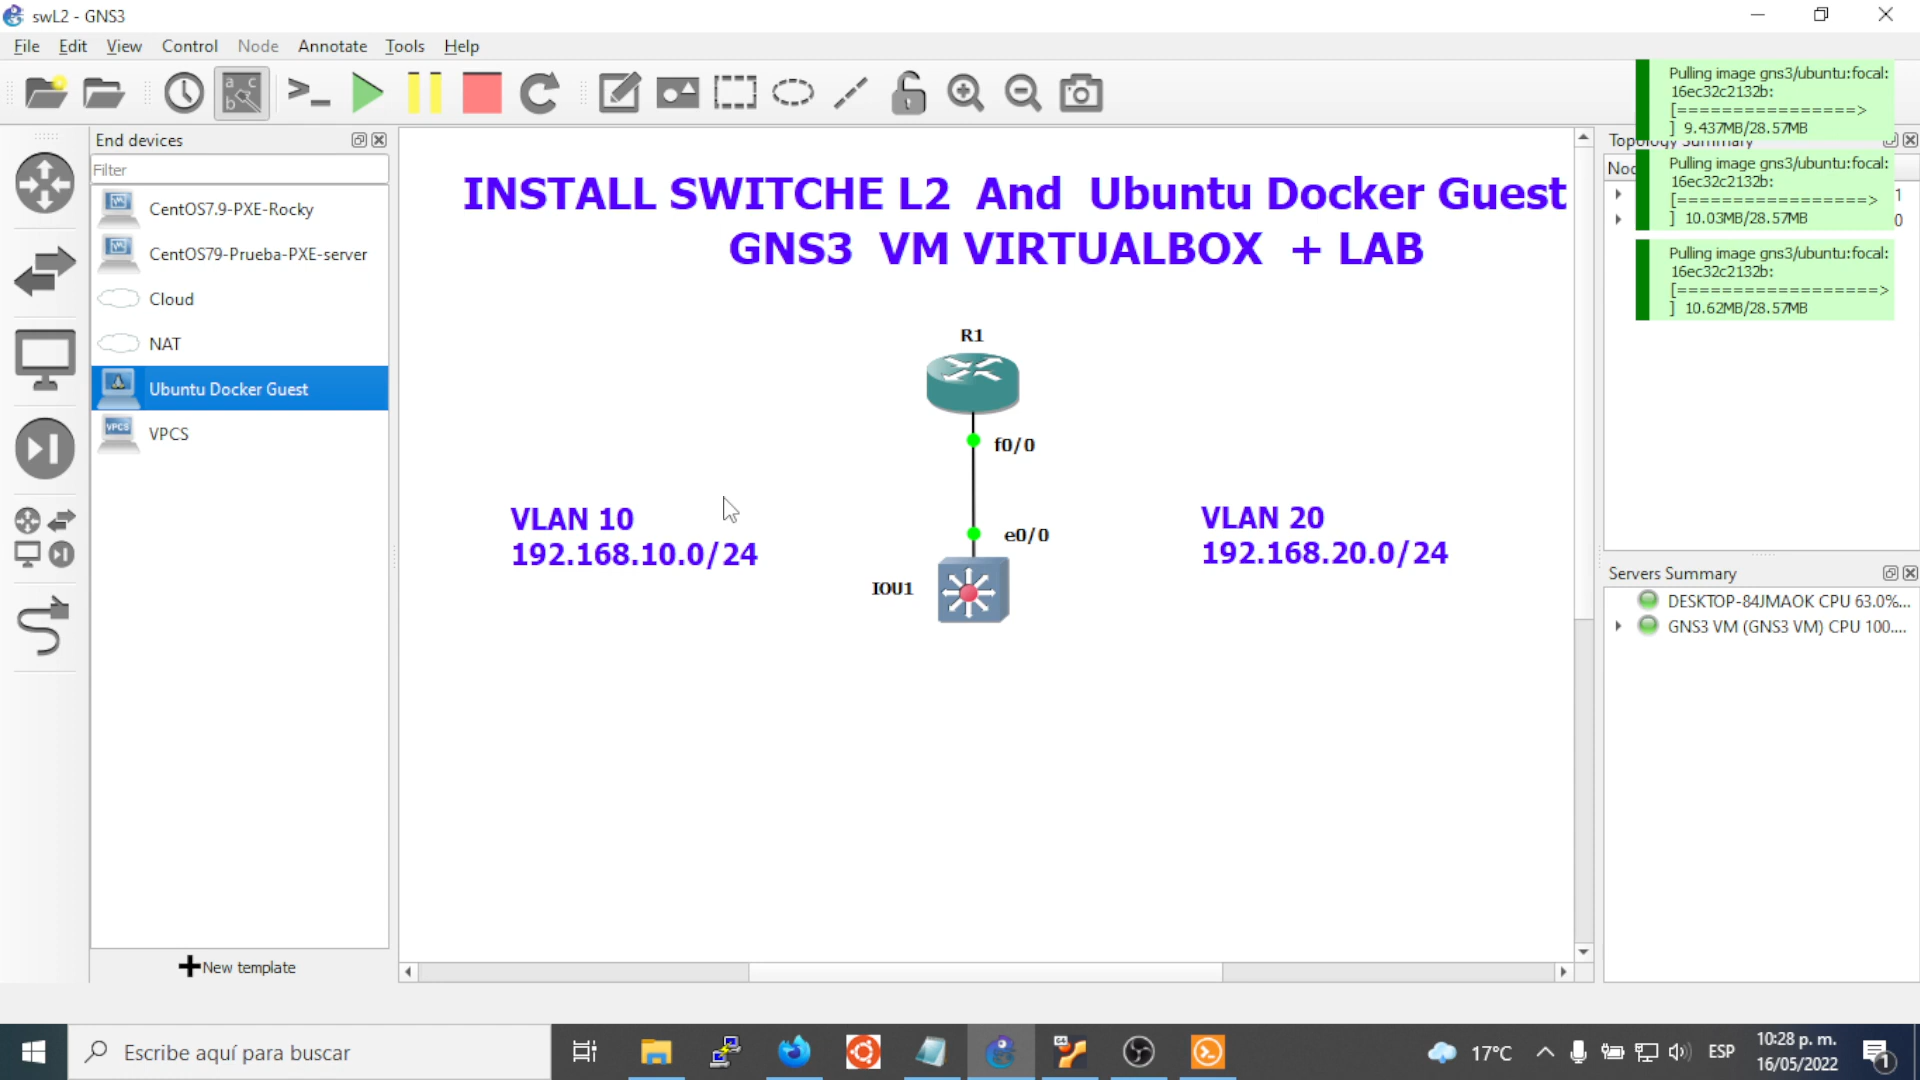 swL2 - GNS3
File Edit View Control Node Annotate Tools Help
End devices
Filter
CentOS7.9-PXE-Rocky
CentOS79-Prueba-PXE-server
Cloud
NAT
Ubuntu Docker Guest
VPCS
New template
INSTALL SWITCHE L2 And Ubuntu Docker Guest
GNS3 VM VIRTUALBOX + LAB
R1
f0/0
e0/0
IOU1
VLAN 10
192.168.10.0/24
VLAN 20
192.168.20.0/24
Pulling image gns3/ubuntu:focal:
16ec32c2132b:
[================>
] 9.437MB/28.57MB
Pulling image gns3/ubuntu:focal:
16ec32c2132b:
[=================>
] 10.03MB/28.57MB
Pulling image gns3/ubuntu:focal:
16ec32c2132b:
[==================>
] 10.62MB/28.57MB
Topology Summary
1
0
Servers Summary
DESKTOP-84JMAOK CPU 63.0%...
GNS3 VM (GNS3 VM) CPU 100....
Escribe aquí para buscar
17°C
ESP
10:28 p. m.
16/05/2022
1